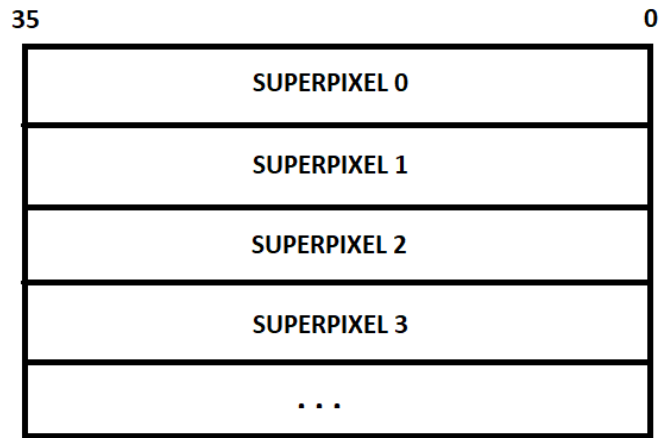 35 0
SUPERPIXEL 0
SUPERPIXEL 1
SUPERPIXEL 2
SUPERPIXEL 3
. . .